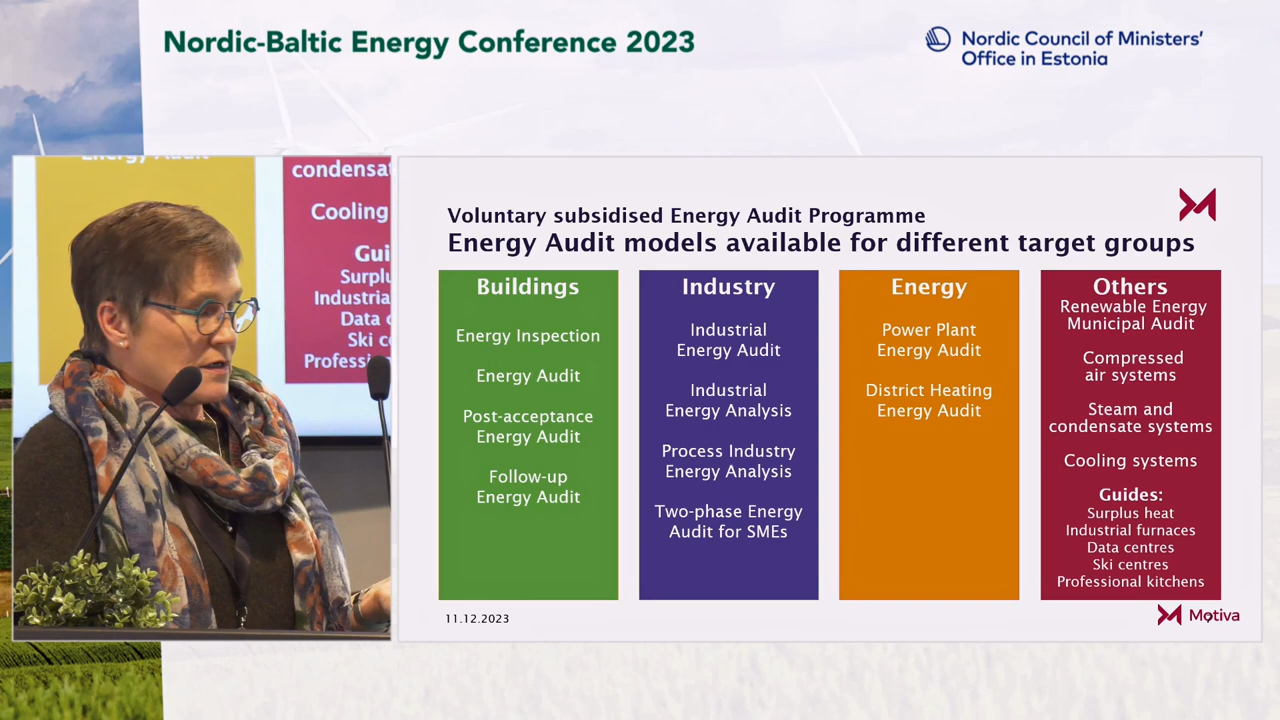 Nordic-Baltic Energy Conference 2023
Nordic Council of Ministers'
Office in Estonia
Energy Audit
condensat
Cooling
Gui
Surplu
Industria
Data c
Ski ce
Professi
Voluntary subsidised Energy Audit Programme
Energy Audit models available for different target groups
Buildings
Energy Inspection
Energy Audit
Post-acceptance
Energy Audit
Follow-up
Energy Audit
Industry
Industrial
Energy Audit
Industrial
Energy Analysis
Process Industry
Energy Analysis
Two-phase Energy
Audit for SMEs
Energy
Power Plant
Energy Audit
District Heating
Energy Audit
Others
Renewable Energy
Municipal Audit
Compressed
air systems
Steam and
condensate systems
Cooling systems
Guides:
Surplus heat
Industrial furnaces
Data centres
Ski centres
Professional kitchens
11.12.2023
Motiva